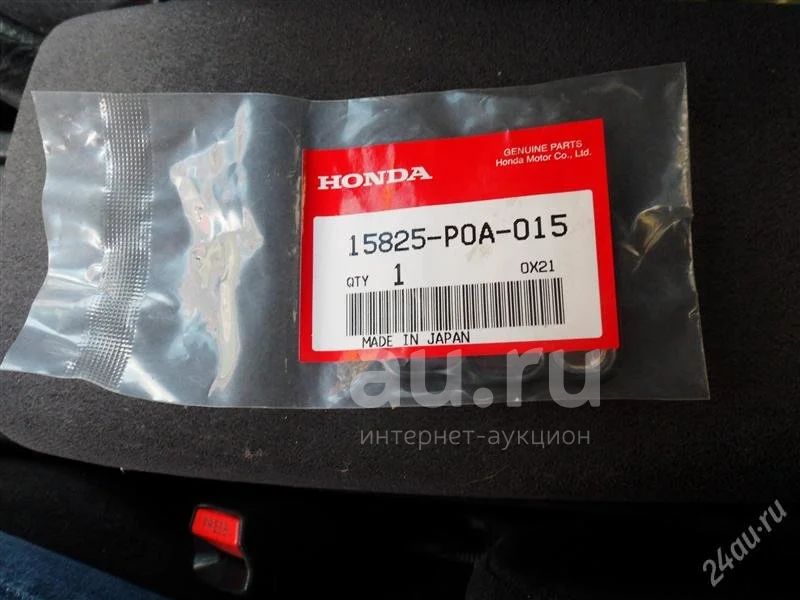 HONDA
GENUINE PARTS
Honda Motor Co., Ltd.
15825-P0A-015
QTY 1 0X21
MADE IN JAPAN
au.ru
интернет-аукцион
PRESS
24au.ru